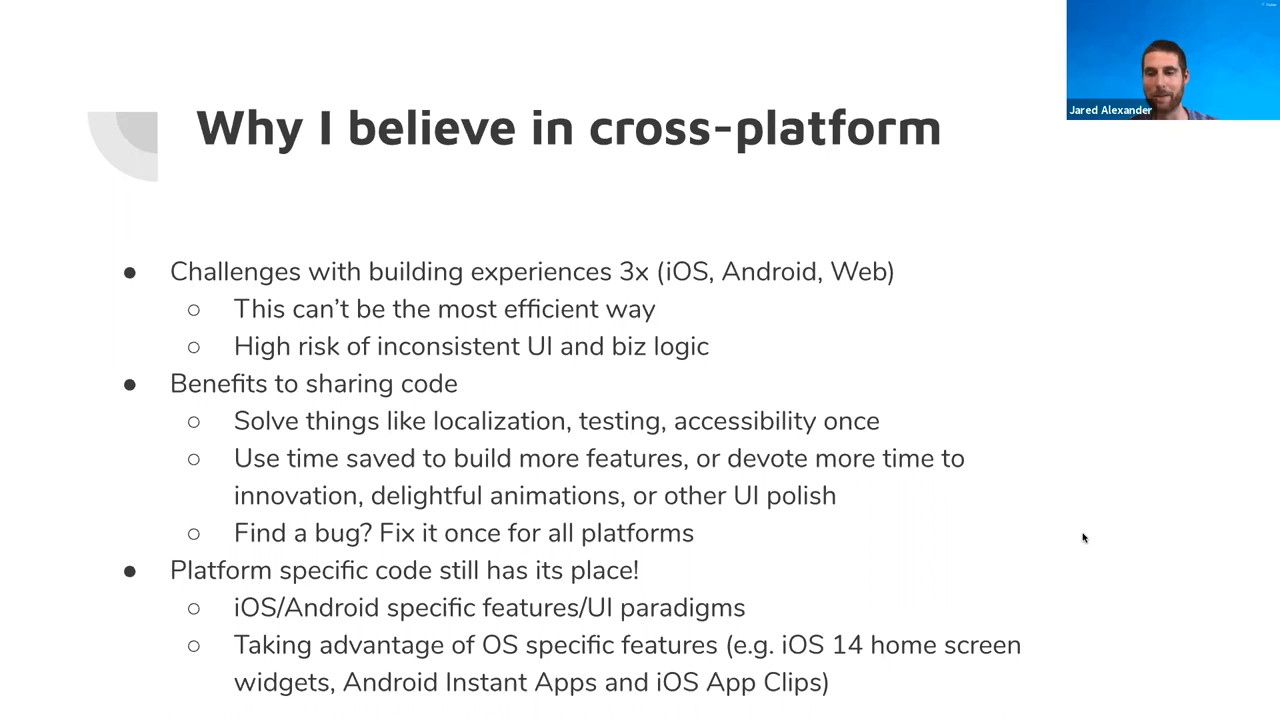 Why I believe in cross-platform
Jared Alexander
● Challenges with building experiences 3x (iOS, Android, Web)
○ This can’t be the most efficient way
○ High risk of inconsistent UI and biz logic
● Benefits to sharing code
○ Solve things like localization, testing, accessibility once
○ Use time saved to build more features, or devote more time to
innovation, delightful animations, or other UI polish
○ Find a bug? Fix it once for all platforms
● Platform specific code still has its place!
○ iOS/Android specific features/UI paradigms
○ Taking advantage of OS specific features (e.g. iOS 14 home screen
widgets, Android Instant Apps and iOS App Clips)